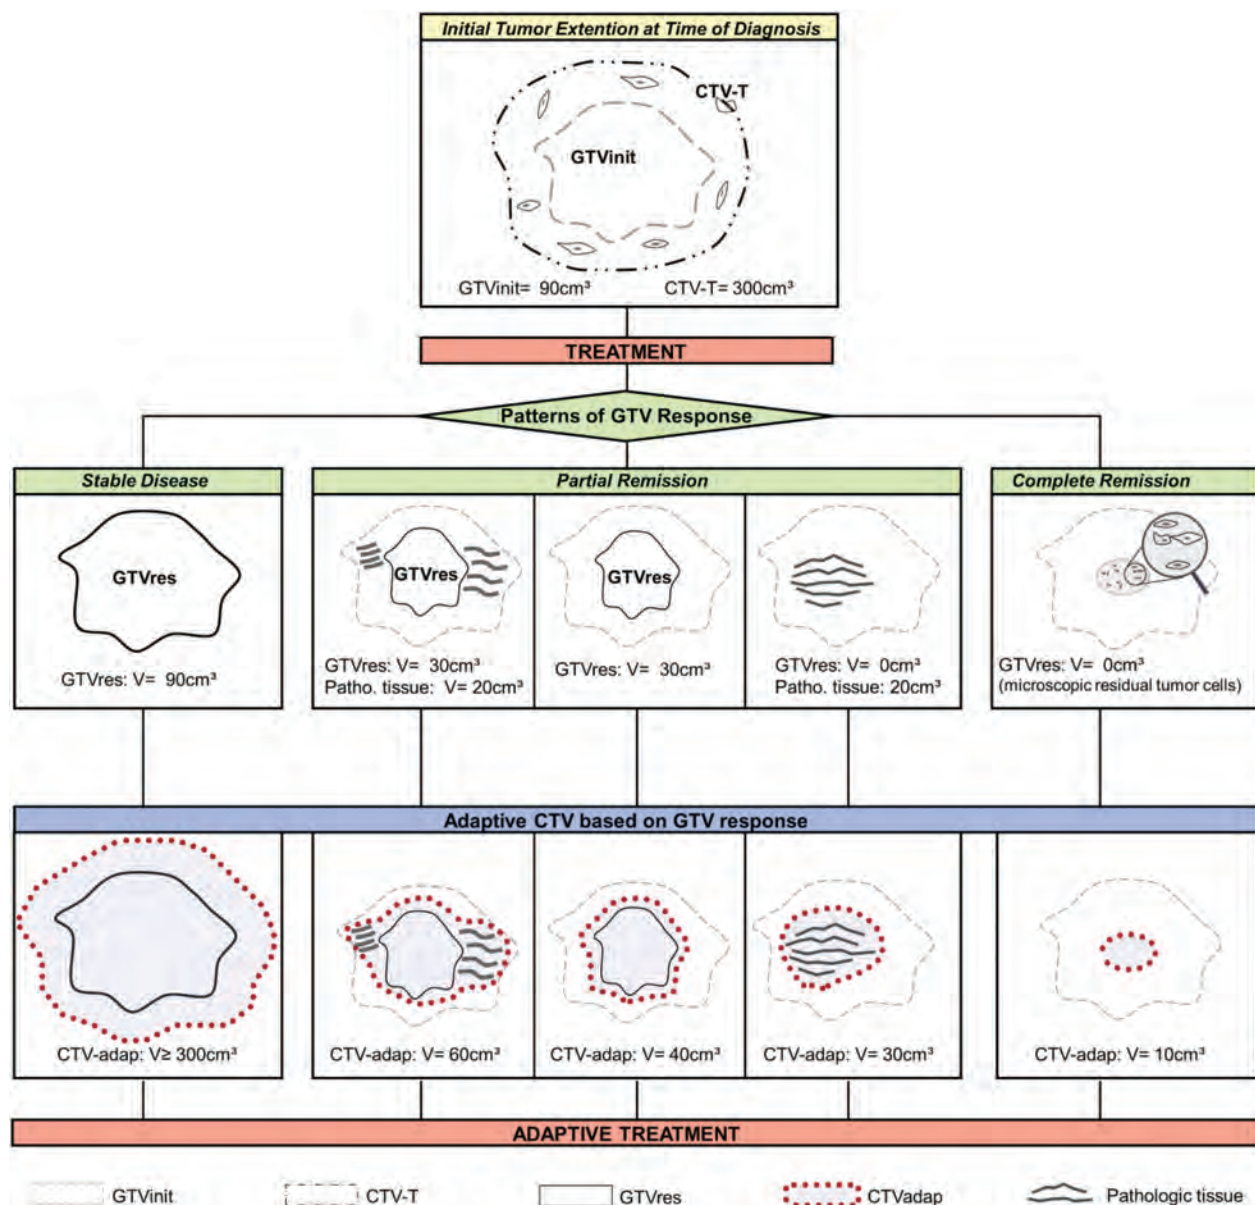 Initial Tumor Extention at Time of Diagnosis
CTV-T
GTVinit
GTVinit= 90cm³ CTV-T= 300cm³
TREATMENT
Patterns of GTV Response
Stable Disease
Partial Remission
Complete Remission
GTVres
GTVres
GTVres
GTVres: V= 90cm³
GTVres: V= 30cm³
Patho. tissue: V= 20cm³
GTVres: V= 30cm³
GTVres: V= 0cm³
Patho. tissue: 20cm³
GTVres: V= 0cm³
(microscopic residual tumor cells)
Adaptive CTV based on GTV response
CTV-adap: V≥ 300cm³
CTV-adap: V= 60cm³
CTV-adap: V= 40cm³
CTV-adap: V= 30cm³
CTV-adap: V= 10cm³
ADAPTIVE TREATMENT
GTVinit
CTV-T
GTVres
CTVadap
Pathologic tissue